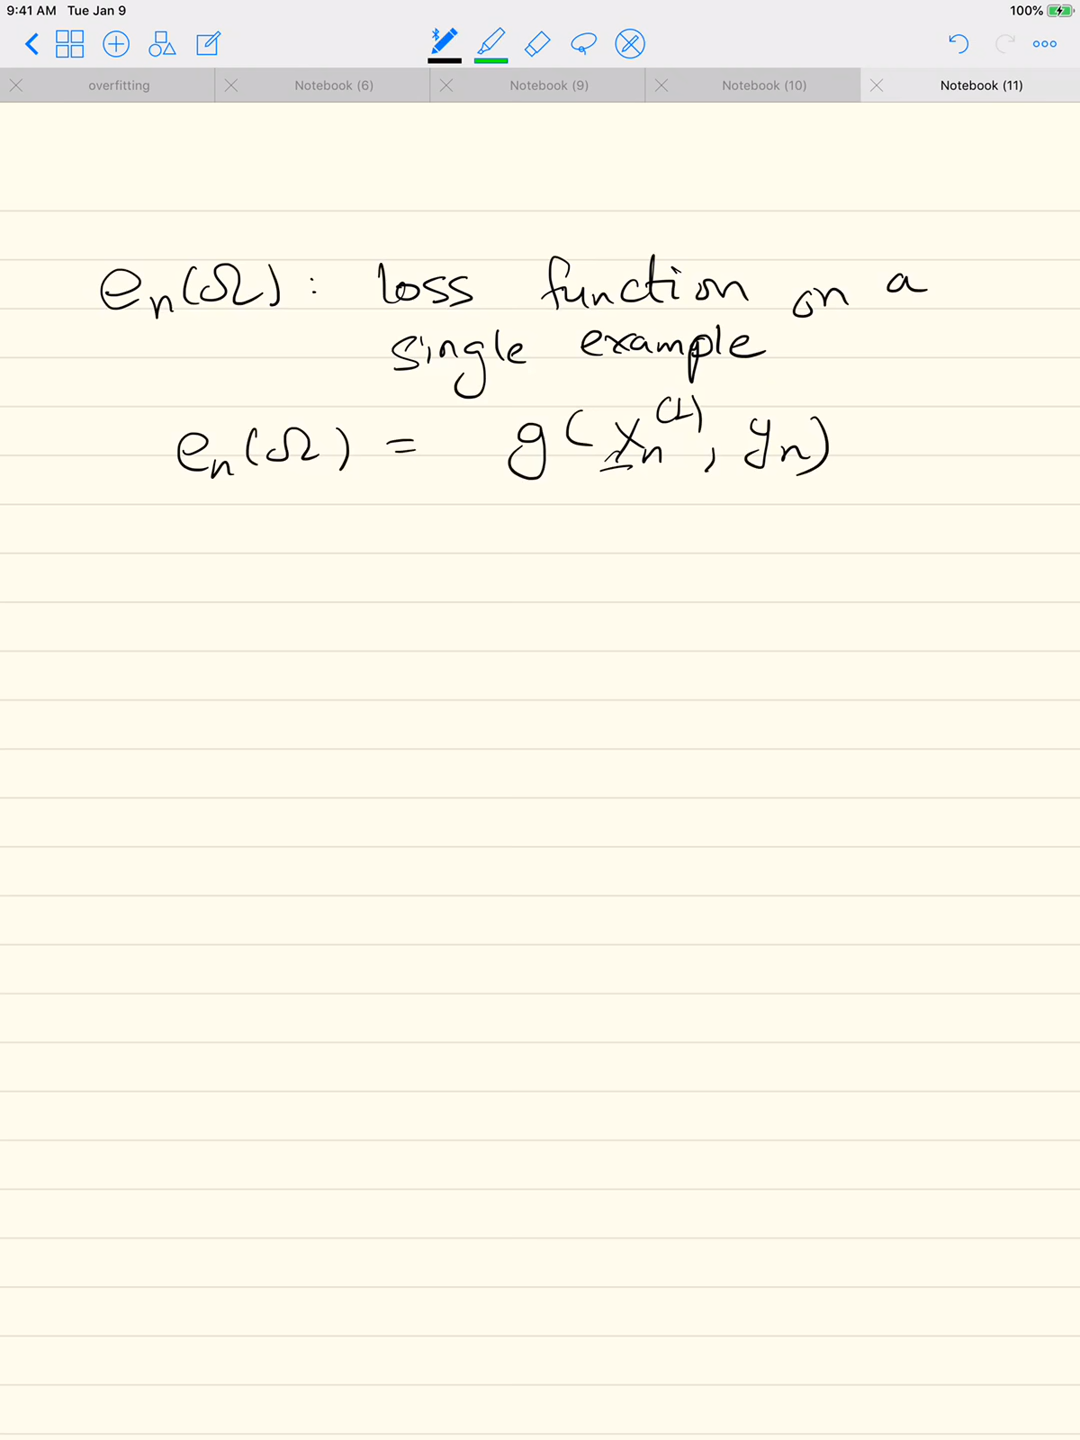 9:41 AM Tue Jan 9 100%
overfitting Notebook (6) Notebook (9) Notebook (10) Notebook (11)
eₙ(Ω): loss function on a
single example
eₙ(Ω) = g(x̲ₙ⁽ᴸ⁾, yₙ)